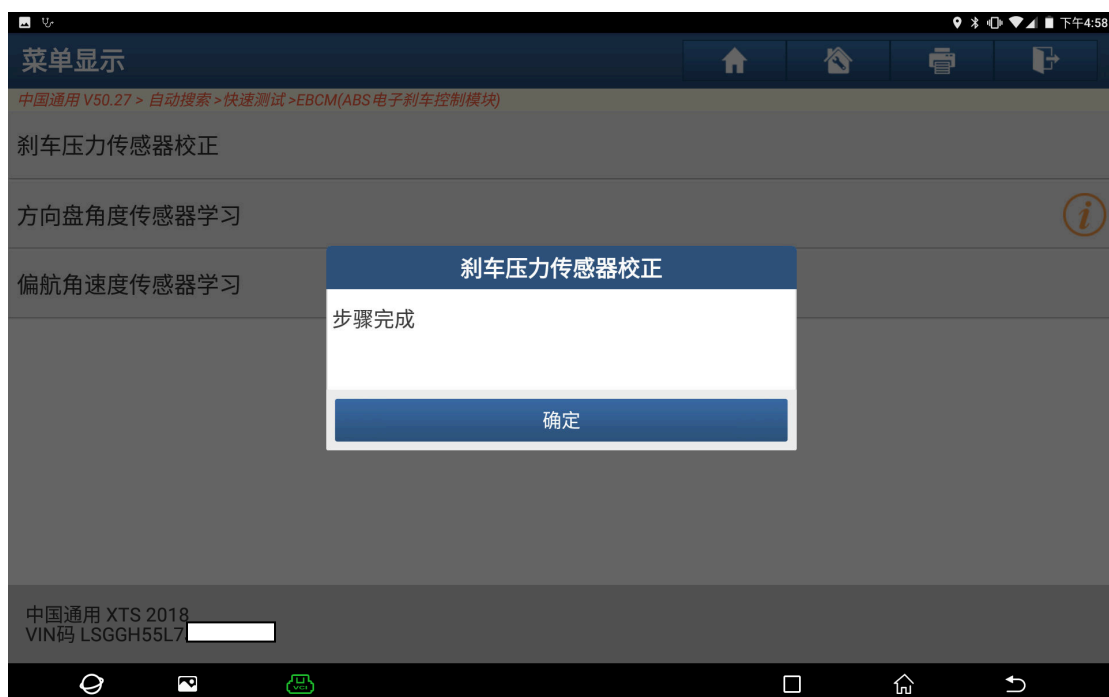 下午4:58
菜单显示
中国通用 V50.27 > 自动搜索 > 快速测试 >EBCM(ABS电子刹车控制模块)
刹车压力传感器校正
方向盘角度传感器学习
i
偏航角速度传感器学习
刹车压力传感器校正
步骤完成
确定
中国通用 XTS 2018
VIN码 LSGGH55L7
VCI